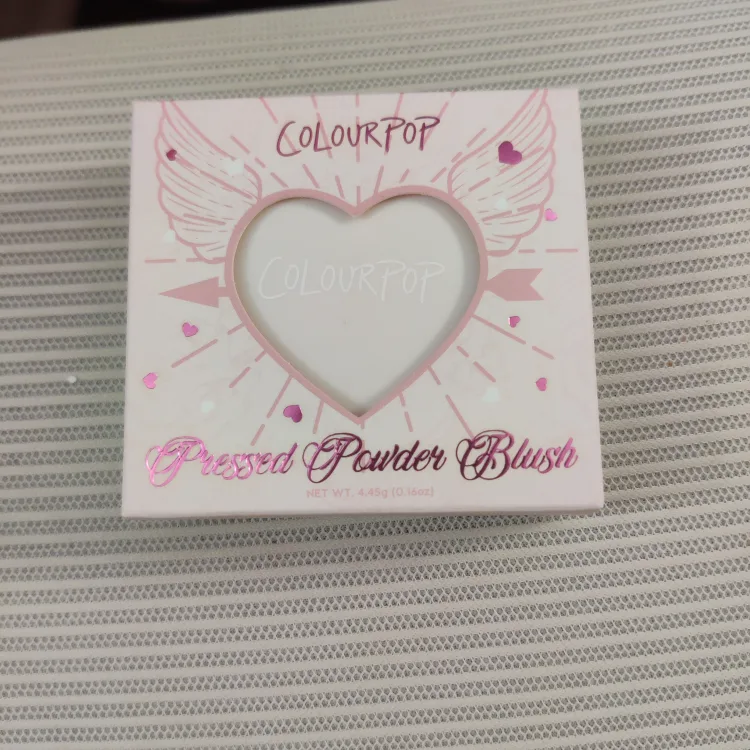 COLOURPOP
COLOURPOP
Pressed Powder Blush
NET WT. 4.45g (0.16oz)